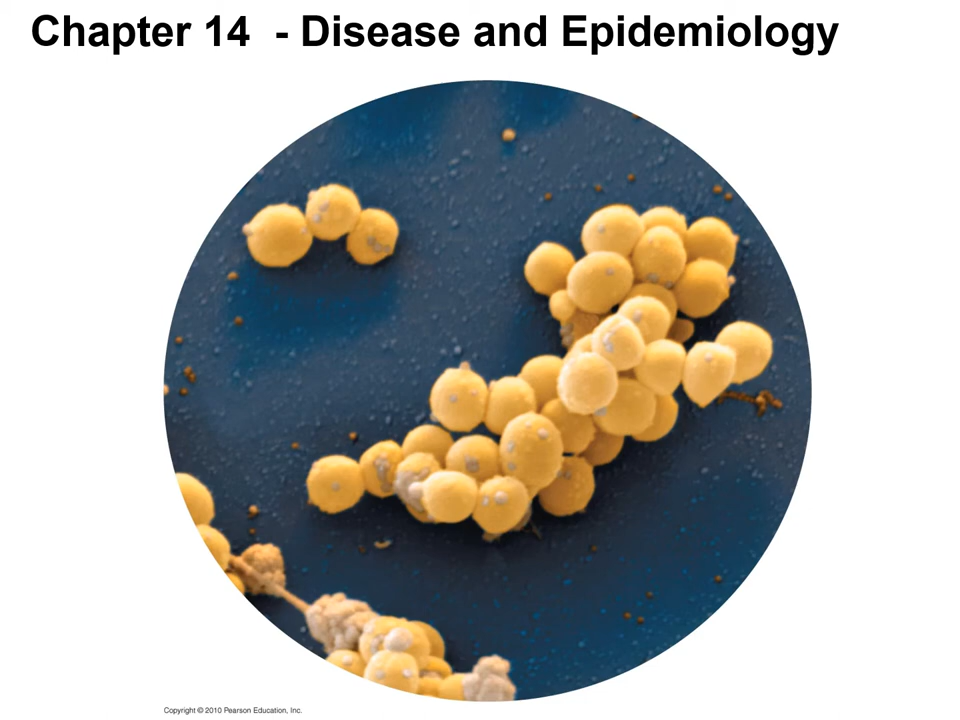 Chapter 14  - Disease and Epidemiology
Copyright © 2010 Pearson Education, Inc.